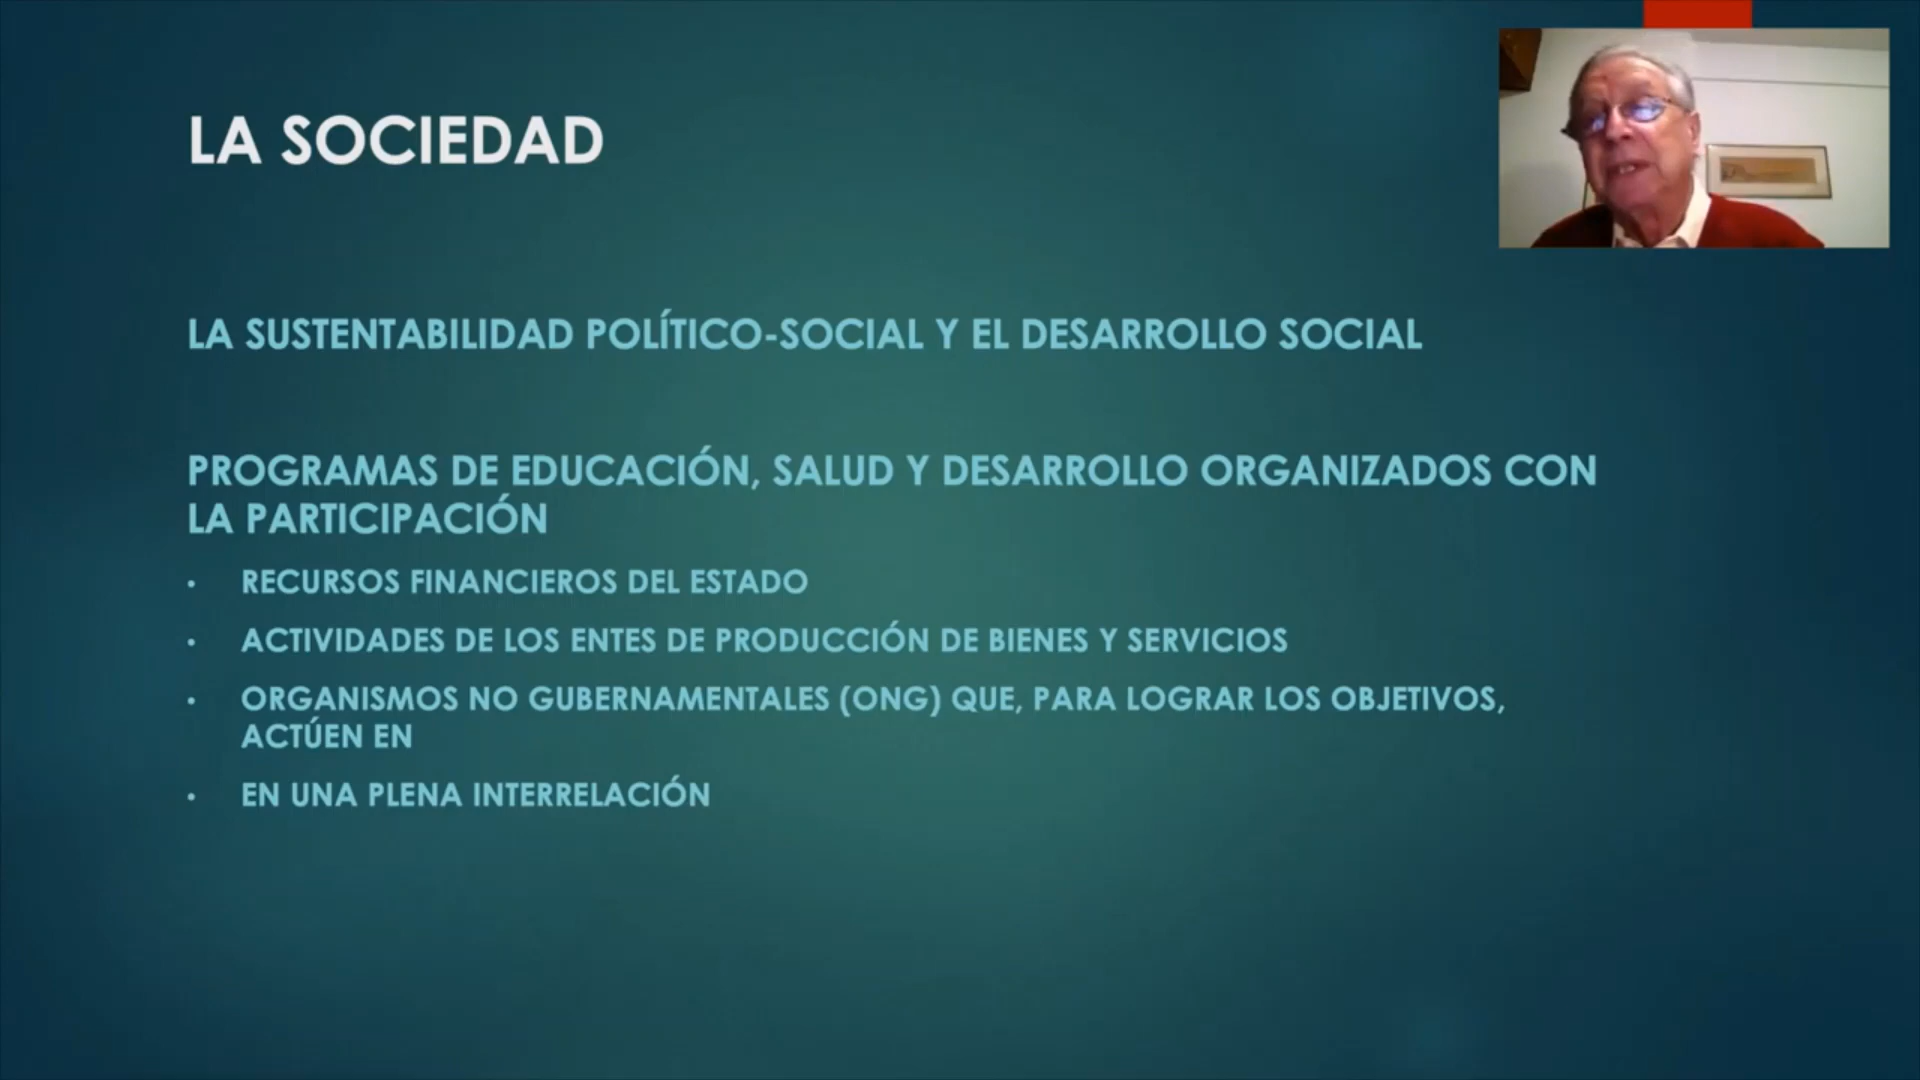 LA SOCIEDAD
LA SUSTENTABILIDAD POLÍTICO-SOCIAL Y EL DESARROLLO SOCIAL
PROGRAMAS DE EDUCACIÓN, SALUD Y DESARROLLO ORGANIZADOS CON
LA PARTICIPACIÓN
• RECURSOS FINANCIEROS DEL ESTADO
• ACTIVIDADES DE LOS ENTES DE PRODUCCIÓN DE BIENES Y SERVICIOS
• ORGANISMOS NO GUBERNAMENTALES (ONG) QUE, PARA LOGRAR LOS OBJETIVOS,
ACTÚEN EN
• EN UNA PLENA INTERRELACIÓN